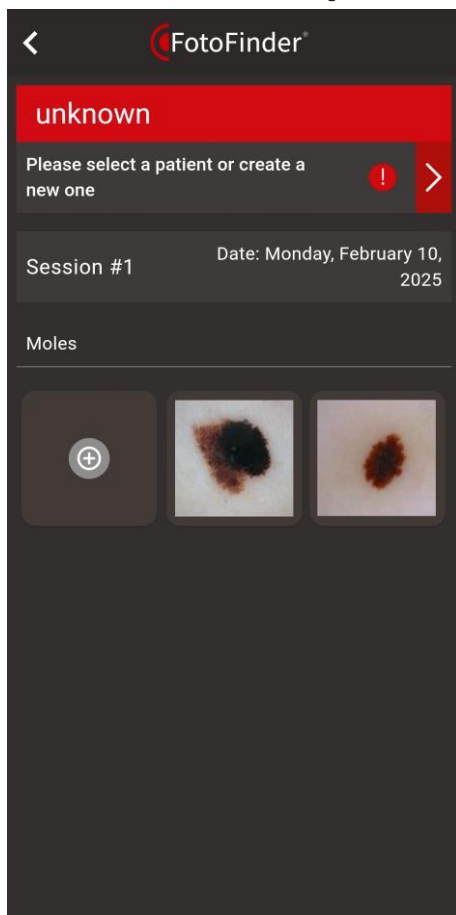 FotoFinder®
unknown
Please select a patient or create a
new one
!
Session #1
Date: Monday, February 10,
2025
Moles